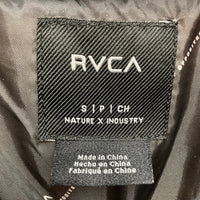 RVCA
S | P | CH
NATURE X INDUSTRY
Made in China
Hecho en China
Fabriqué en Chine